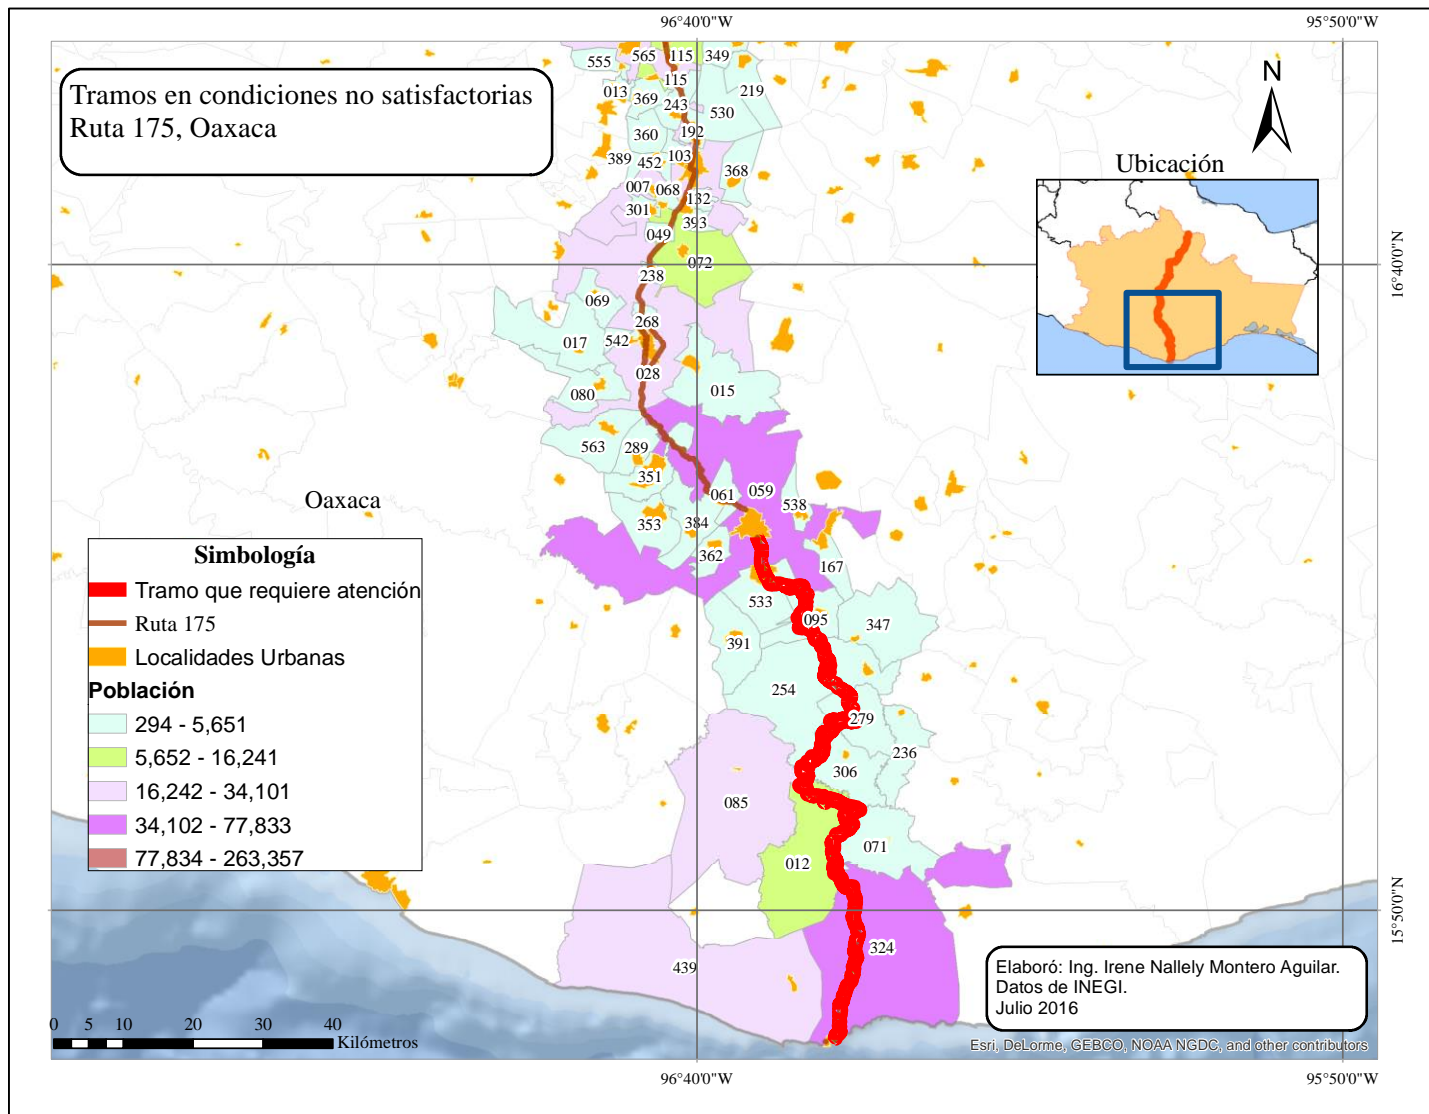 96°40'0"W
95°50'0"W
Tramos en condiciones no satisfactorias
Ruta 175, Oaxaca
N
Ubicación
16°40'0"N
15°50'0"N
555
565
115
349
115
013
369
243
219
530
192
360
103
389
452
368
007
068
132
301
393
049
072
238
069
268
017
542
028
080
015
563
289
351
061
059
538
353
384
362
167
533
095
347
391
254
279
236
306
085
071
012
324
439
Oaxaca
Simbología
Tramo que requiere atención
Ruta 175
Localidades Urbanas
Población
294 - 5,651
5,652 - 16,241
16,242 - 34,101
34,102 - 77,833
77,834 - 263,357
0 5 10 20 30 40
Kilómetros
Elaboró: Ing. Irene Nallely Montero Aguilar.
Datos de INEGI.
Julio 2016
Esri, DeLorme, GEBCO, NOAA NGDC, and other contributors
96°40'0"W
95°50'0"W